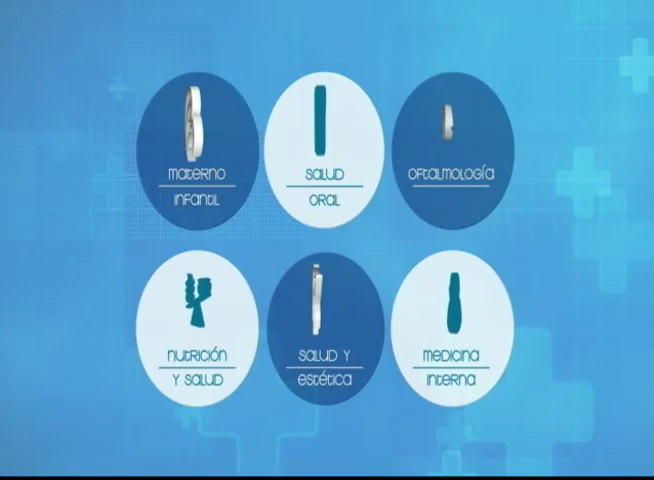 materno
infantil
salud
oral
oftalmología
nutrición
y salud
salud y
estética
medicina
interna